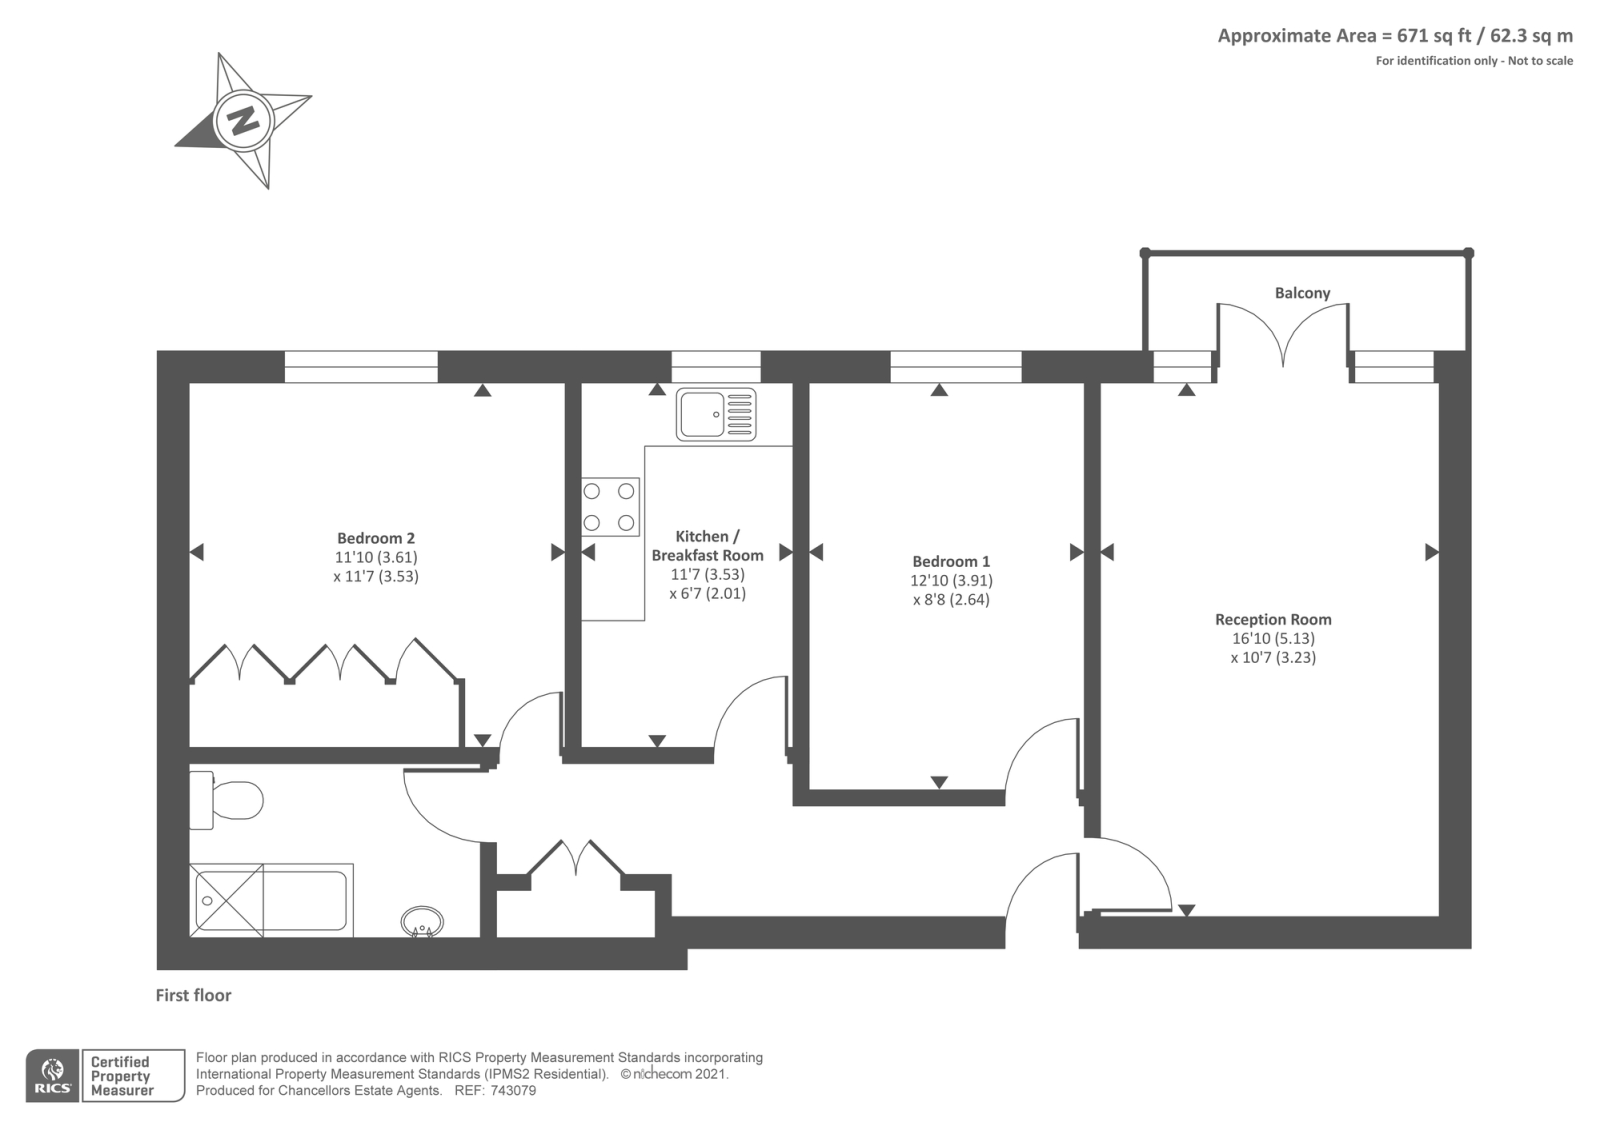 Approximate Area = 671 sq ft / 62.3 sq m
For identification only - Not to scale
N
Balcony
Bedroom 2
11'10 (3.61)
x 11'7 (3.53)
Kitchen /
Breakfast Room
11'7 (3.53)
x 6'7 (2.01)
Bedroom 1
12'10 (3.91)
x 8'8 (2.64)
Reception Room
16'10 (5.13)
x 10'7 (3.23)
First floor
RICS
Certified
Property
Measurer
Floor plan produced in accordance with RICS Property Measurement Standards incorporating
International Property Measurement Standards (IPMS2 Residential). © nichecom 2021.
Produced for Chancellors Estate Agents. REF: 743079